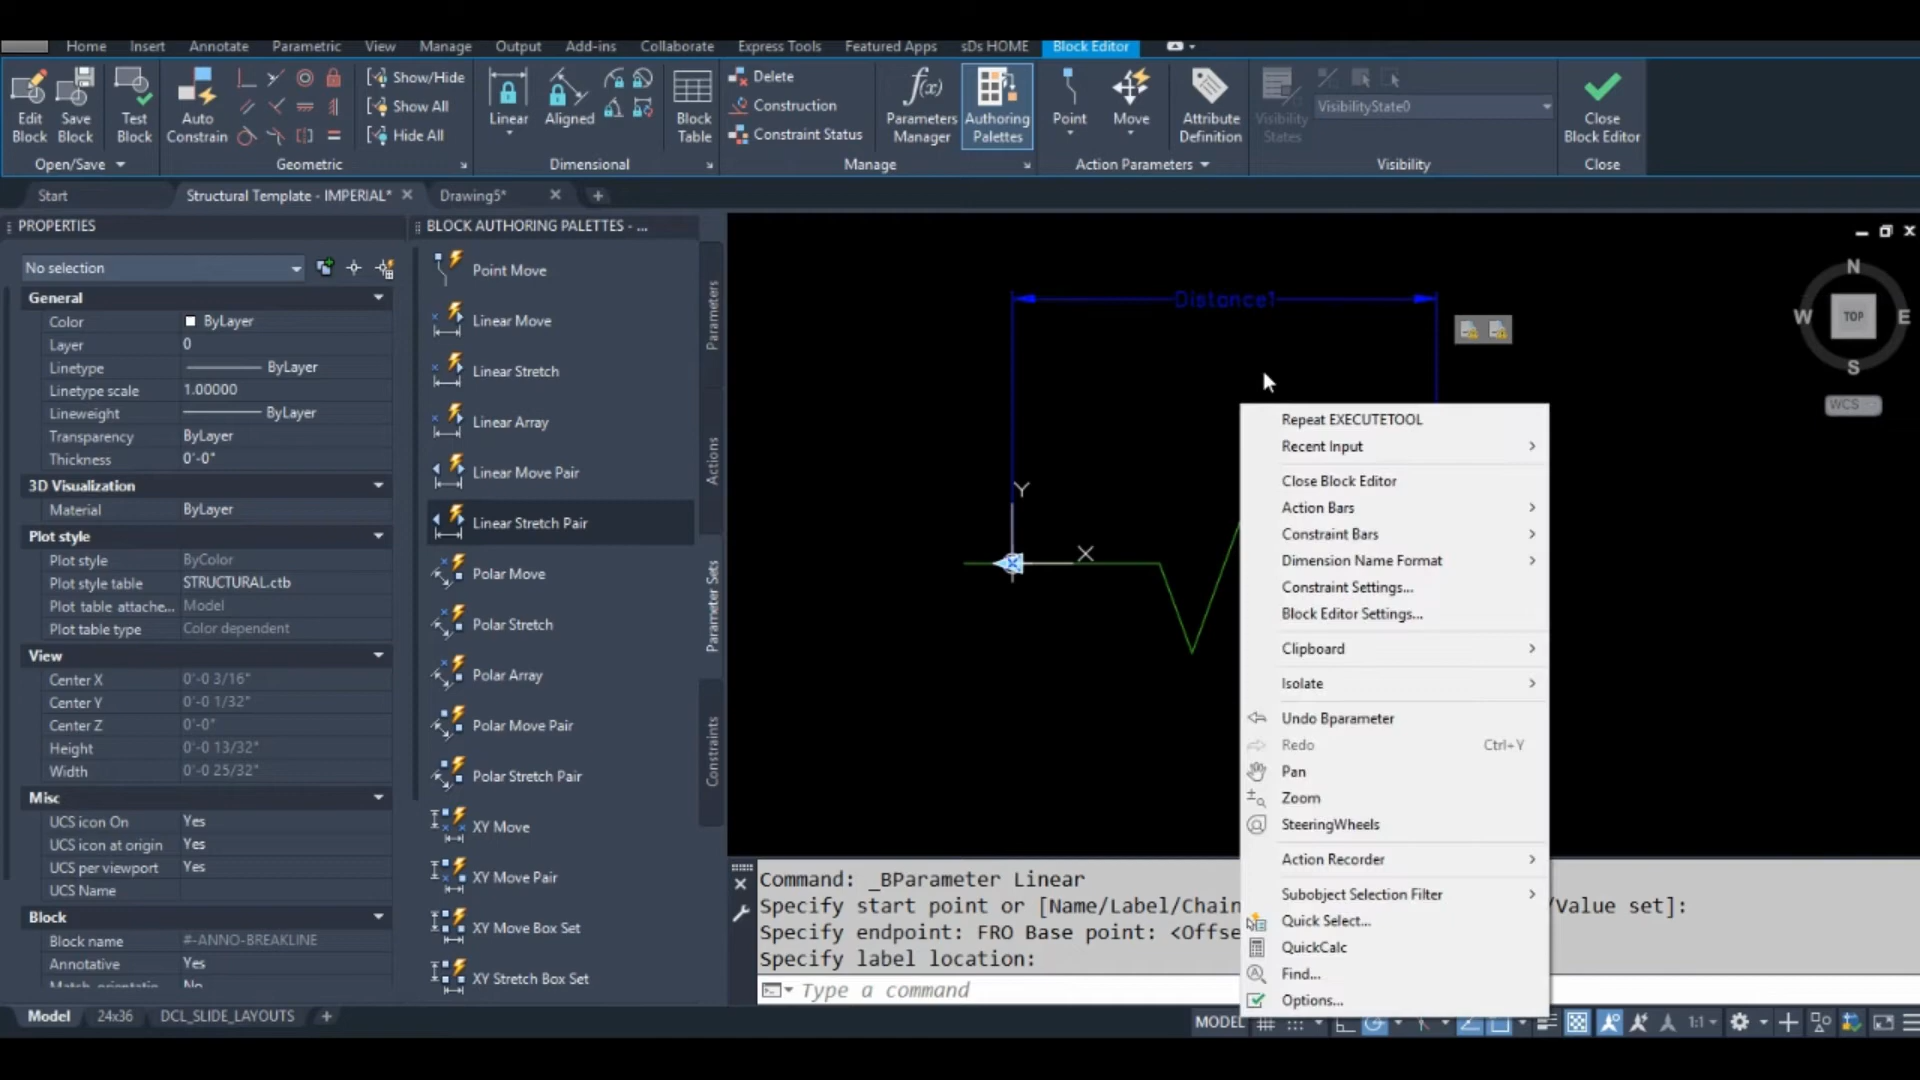 Home Insert Annotate Parametric View Manage Output Add-ins Collaborate Express Tools Featured Apps sDs HOME Block Editor
Edit Block
Save Block
Test Block
Auto Constrain
Show/Hide
Show All
Hide All
Linear
Aligned
Block Table
Delete
Construction
Constraint Status
Parameters Manager
Authoring Palettes
Point
Move
Attribute Definition
Visibility States
VisibilityState0
Close Block Editor
Open/Save Geometric Dimensional Manage Action Parameters Visibility Close
Start Structural Template - IMPERIAL* Drawing5*
PROPERTIES
No selection
General
Color ByLayer
Layer 0
Linetype ByLayer
Linetype scale 1.00000
Lineweight ByLayer
Transparency ByLayer
Thickness 0'-0"
3D Visualization
Material ByLayer
Plot style
Plot style ByColor
Plot style table STRUCTURAL.ctb
Plot table attache... Model
Plot table type Color dependent
View
Center X 0'-0 3/16"
Center Y 0'-0 1/32"
Center Z 0'-0"
Height 0'-0 13/32"
Width 0'-0 25/32"
Misc
UCS icon On Yes
UCS icon at origin Yes
UCS per viewport Yes
UCS Name
Block
Block name #-ANNO-BREAKLINE
Annotative Yes
Match orientatio No
BLOCK AUTHORING PALETTES - ...
Point Move
Linear Move
Linear Stretch
Linear Array
Linear Move Pair
Linear Stretch Pair
Polar Move
Polar Stretch
Polar Array
Polar Move Pair
Polar Stretch Pair
XY Move
XY Move Pair
XY Move Box Set
XY Stretch Box Set
Parameters
Actions
Parameter Sets
Constraints
Distance1
Y
X
N
W TOP E
S
WCS
Repeat EXECUTETOOL
Recent Input
Close Block Editor
Action Bars
Constraint Bars
Dimension Name Format
Constraint Settings...
Block Editor Settings...
Clipboard
Isolate
Undo Bparameter
Redo Ctrl+Y
Pan
Zoom
SteeringWheels
Action Recorder
Subobject Selection Filter
Quick Select...
QuickCalc
Find...
Options...
Command: _BParameter Linear
Specify start point or [Name/Label/Chain /Value set]:
Specify endpoint: FRO Base point: <Offse
Specify label location:
Type a command
Model 24x36 DCL_SLIDE_LAYOUTS
MODEL 1:1